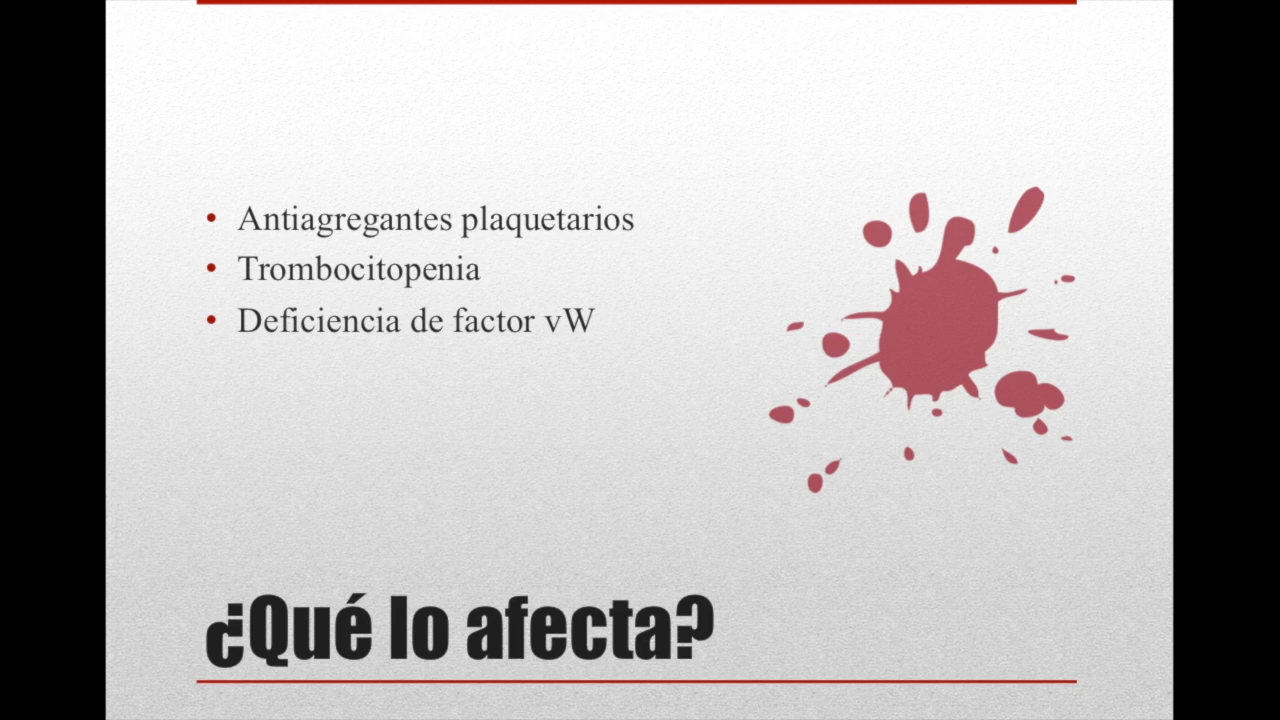 • Antiagregantes plaquetarios
• Trombocitopenia
• Deficiencia de factor vW
¿Qué lo afecta?